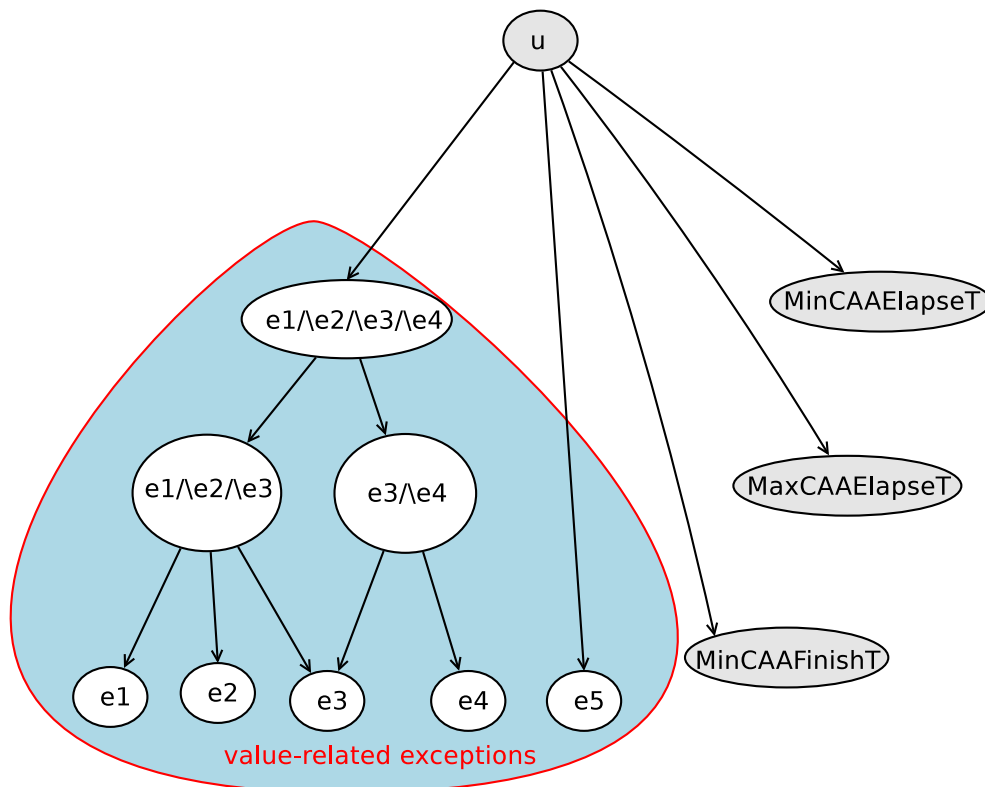 u
MinCAAElapseT
e1/\e2/\e3/\e4
MaxCAAElapseT
e1/\e2/\e3
e3/\e4
MinCAAFinishT
e1
e2
e3
e4
e5
value-related exceptions